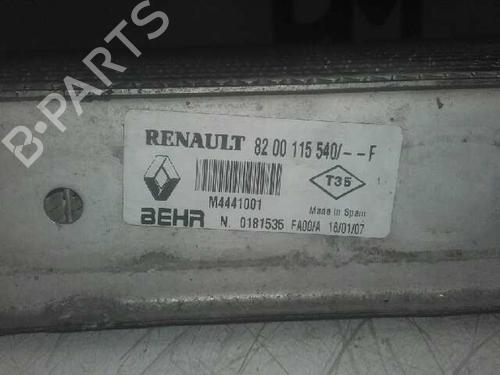 RENAULT 82 00 115 540/--F
M4441001
T35
Made in Spain
BEHR N. 0181535 FA00/A 16/01/07
B-PARTS